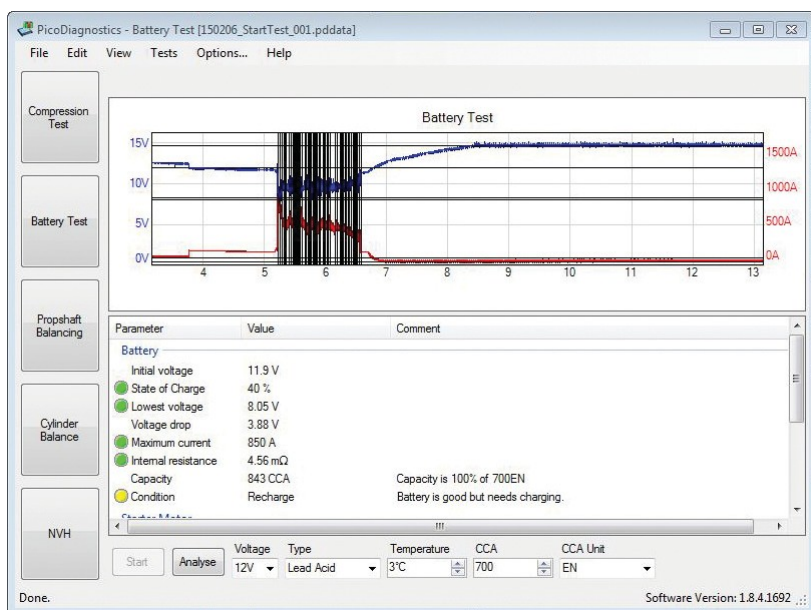 PicoDiagnostics - Battery Test [150206_StartTest_001.pddata]
File Edit View Tests Options... Help
Compression
Test
Battery Test
Propshaft
Balancing
Cylinder
Balance
NVH
Battery Test
15V
10V
5V
0V
1500A
1000A
500A
0A
4 5 6 7 8 9 10 11 12 13
Parameter Value Comment
Battery
Initial voltage 11.9 V
State of Charge 40 %
Lowest voltage 8.05 V
Voltage drop 3.88 V
Maximum current 850 A
Internal resistance 4.56 mΩ
Capacity 843 CCA Capacity is 100% of 700EN
Condition Recharge Battery is good but needs charging.
Starter Motor
Start Analyse
Voltage Type Temperature CCA CCA Unit
12V Lead Acid 3°C 700 EN
Done. Software Version: 1.8.4.1692